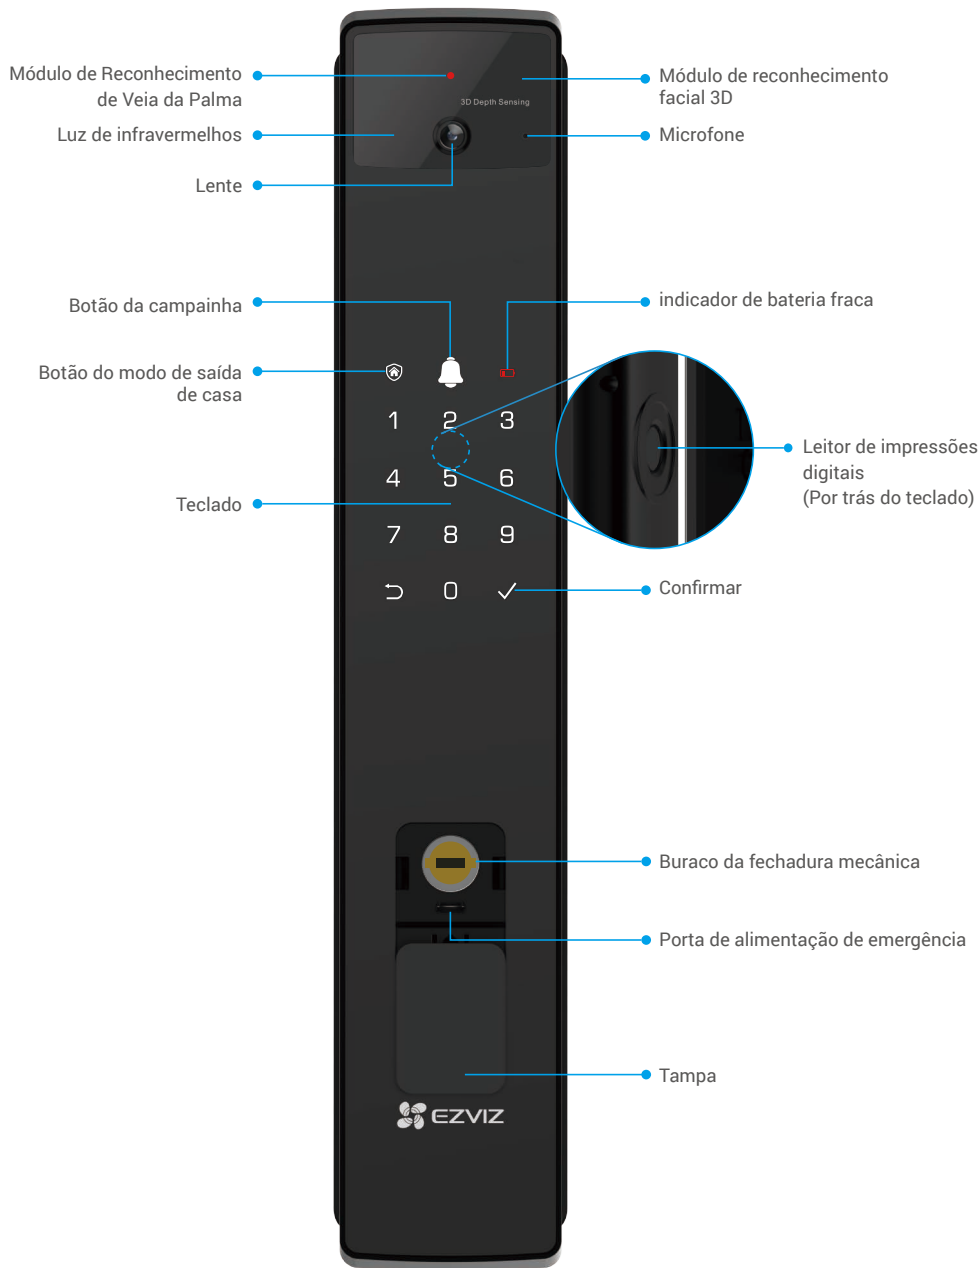 Módulo de Reconhecimento
de Veia da Palma
Módulo de reconhecimento
facial 3D
3D Depth Sensing
Luz de infravermelhos
Microfone
Lente
Botão da campainha
indicador de bateria fraca
Botão do modo de saída
de casa
1 2 3
Leitor de impressões
digitais
(Por trás do teclado)
4 5 6
Teclado
7 8 9
0
Confirmar
Buraco da fechadura mecânica
Porta de alimentação de emergência
Tampa
EZVIZ